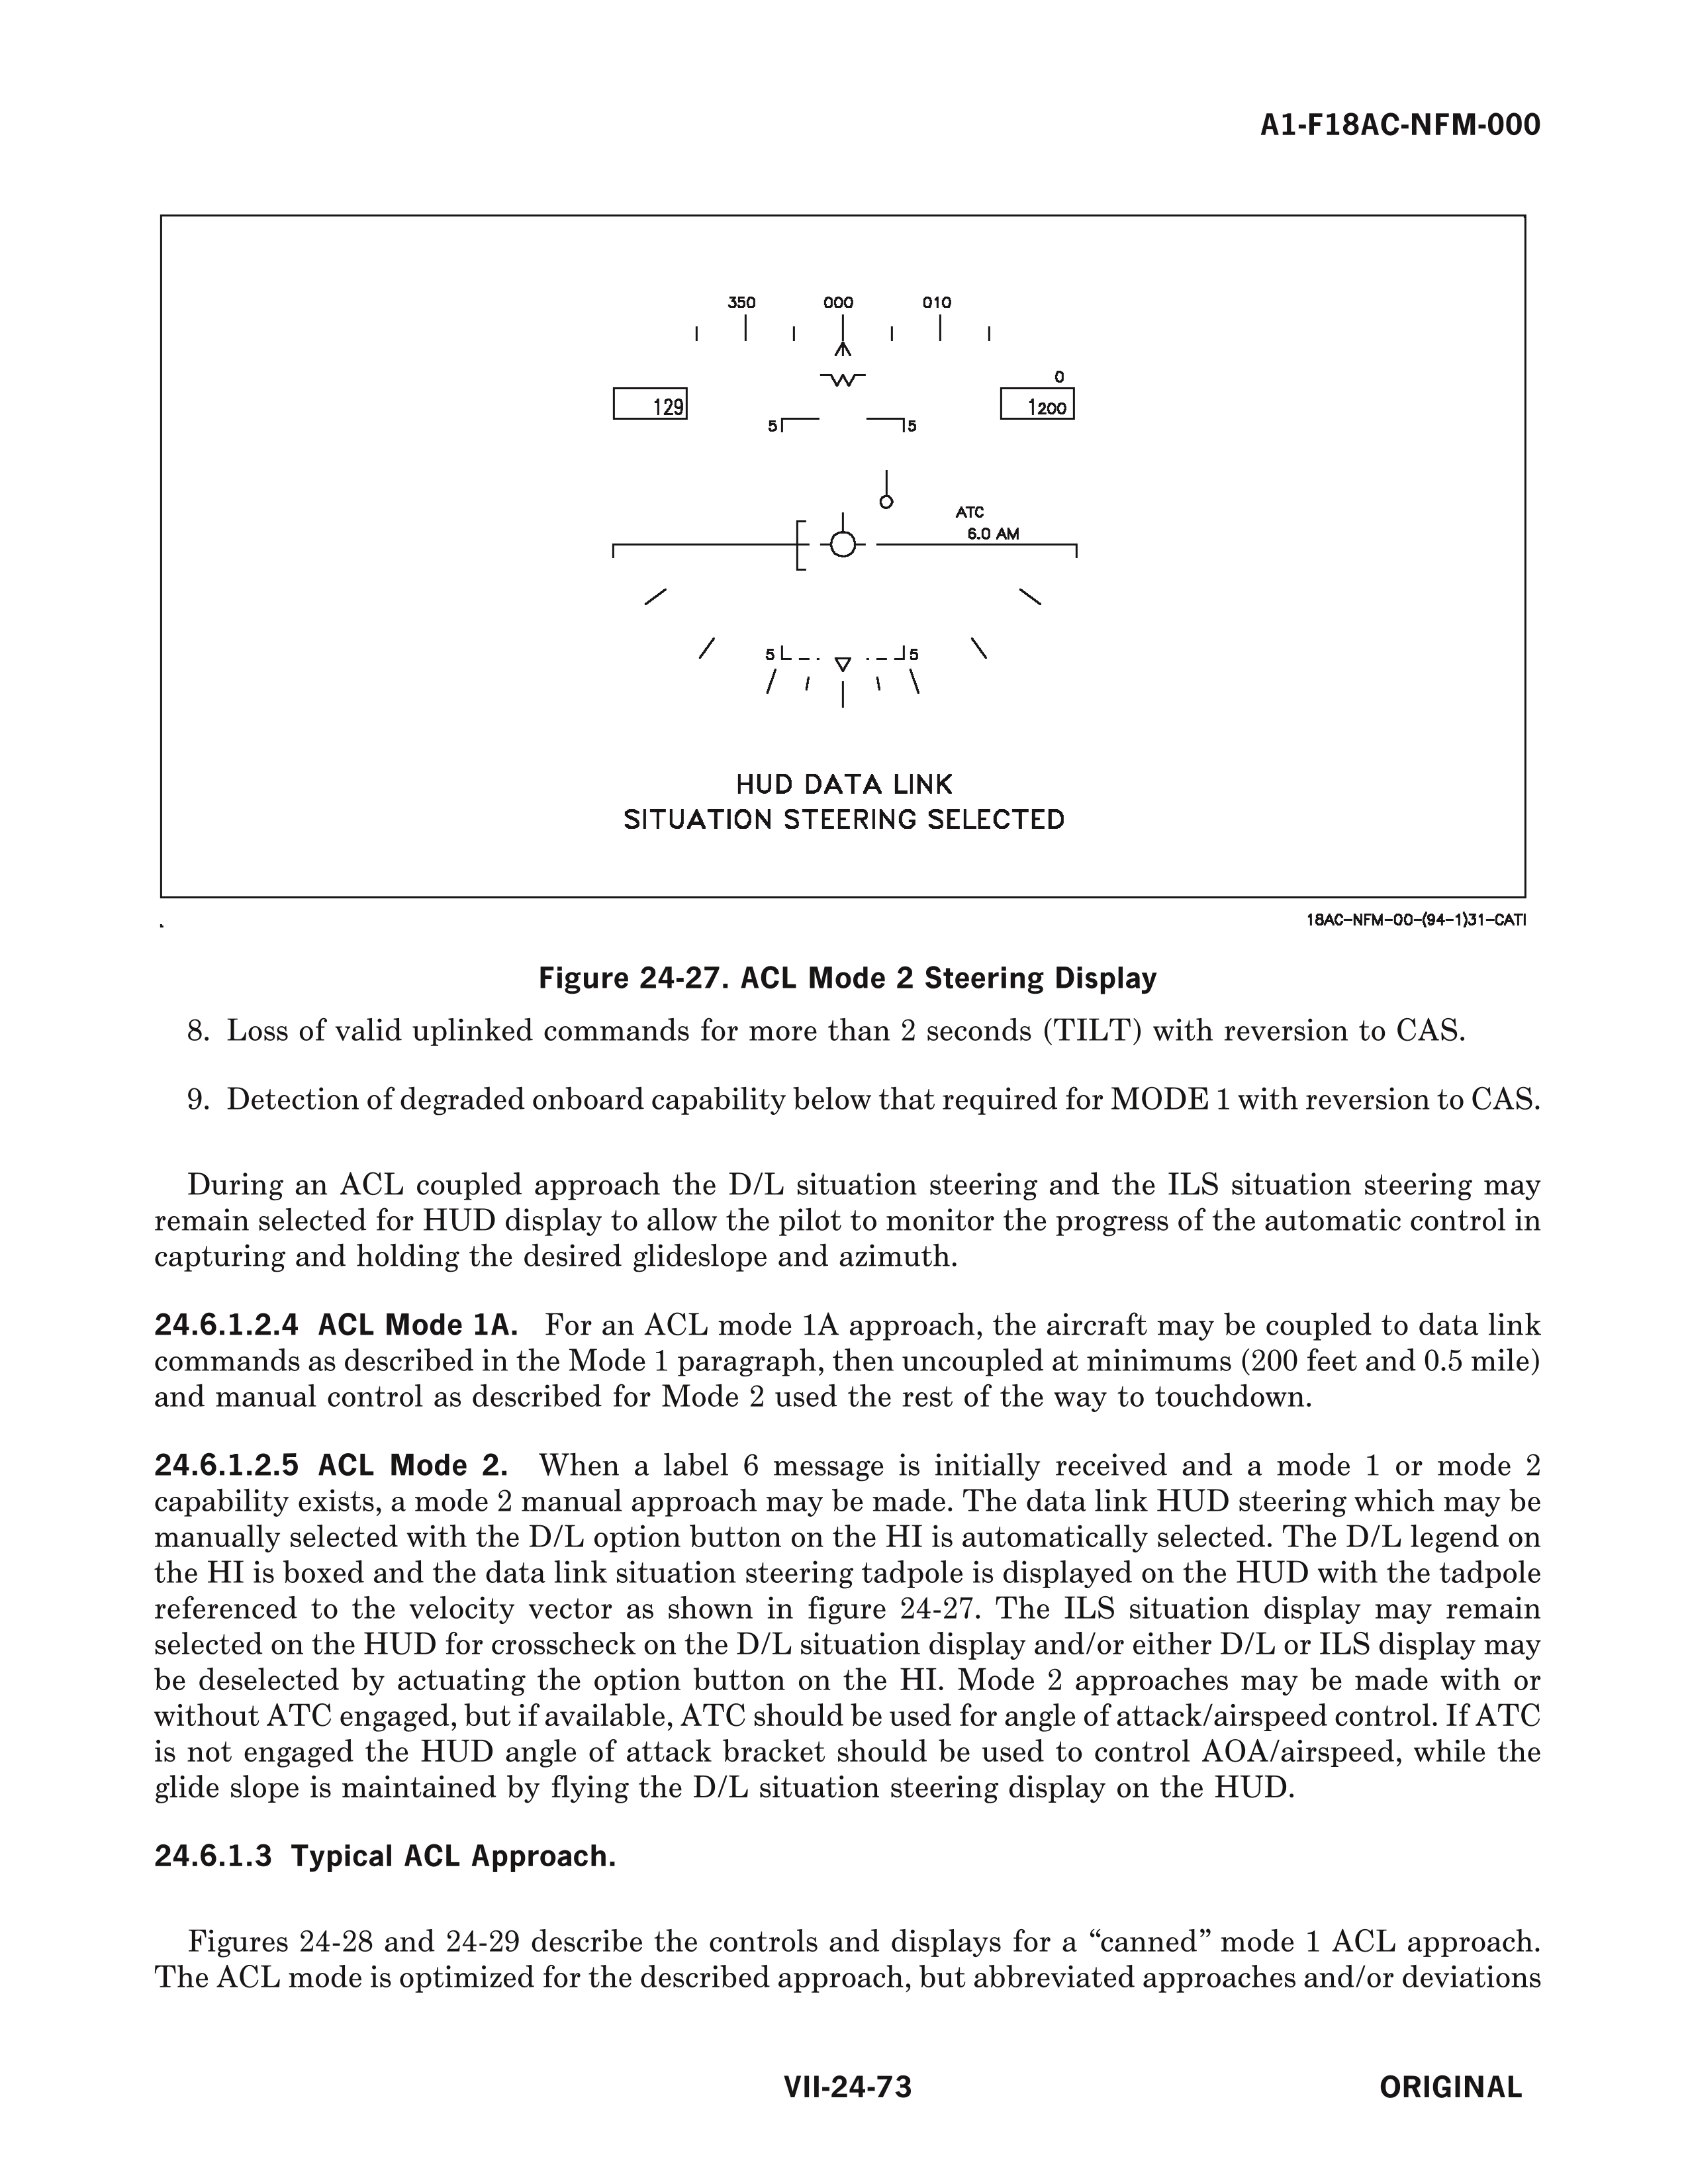 A1-F18AC-NFM-000
350 000 010
0
129 1200
5 5
ATC
6.0 AM
5 5
HUD DATA LINK
SITUATION STEERING SELECTED
18AC-NFM-00-(94-1)31-CATI
Figure 24-27. ACL Mode 2 Steering Display
8. Loss of valid uplinked commands for more than 2 seconds (TILT) with reversion to CAS.
9. Detection of degraded onboard capability below that required for MODE 1 with reversion to CAS.
During an ACL coupled approach the D/L situation steering and the ILS situation steering may
remain selected for HUD display to allow the pilot to monitor the progress of the automatic control in
capturing and holding the desired glideslope and azimuth.
24.6.1.2.4 ACL Mode 1A. For an ACL mode 1A approach, the aircraft may be coupled to data link
commands as described in the Mode 1 paragraph, then uncoupled at minimums (200 feet and 0.5 mile)
and manual control as described for Mode 2 used the rest of the way to touchdown.
24.6.1.2.5 ACL Mode 2. When a label 6 message is initially received and a mode 1 or mode 2
capability exists, a mode 2 manual approach may be made. The data link HUD steering which may be
manually selected with the D/L option button on the HI is automatically selected. The D/L legend on
the HI is boxed and the data link situation steering tadpole is displayed on the HUD with the tadpole
referenced to the velocity vector as shown in figure 24-27. The ILS situation display may remain
selected on the HUD for crosscheck on the D/L situation display and/or either D/L or ILS display may
be deselected by actuating the option button on the HI. Mode 2 approaches may be made with or
without ATC engaged, but if available, ATC should be used for angle of attack/airspeed control. If ATC
is not engaged the HUD angle of attack bracket should be used to control AOA/airspeed, while the
glide slope is maintained by flying the D/L situation steering display on the HUD.
24.6.1.3 Typical ACL Approach.
Figures 24-28 and 24-29 describe the controls and displays for a “canned” mode 1 ACL approach.
The ACL mode is optimized for the described approach, but abbreviated approaches and/or deviations
VII-24-73
ORIGINAL